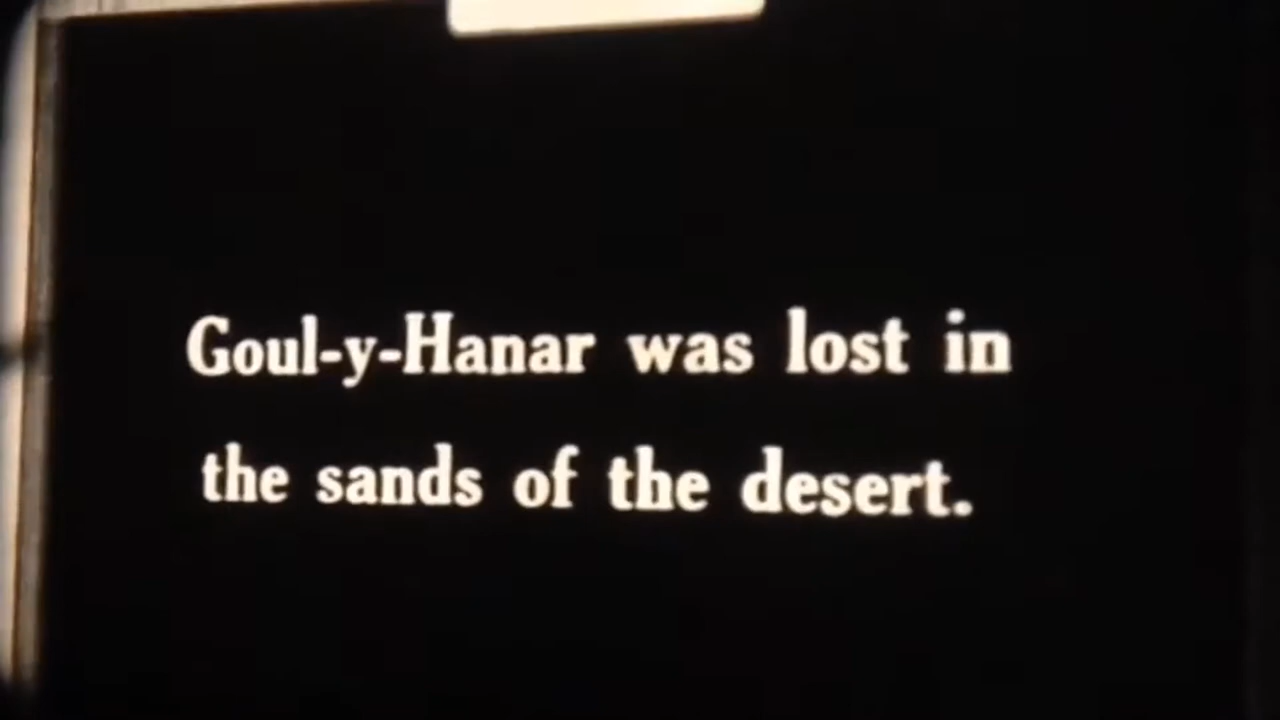 Goul-y-Hanar was lost in
the sands of the desert.